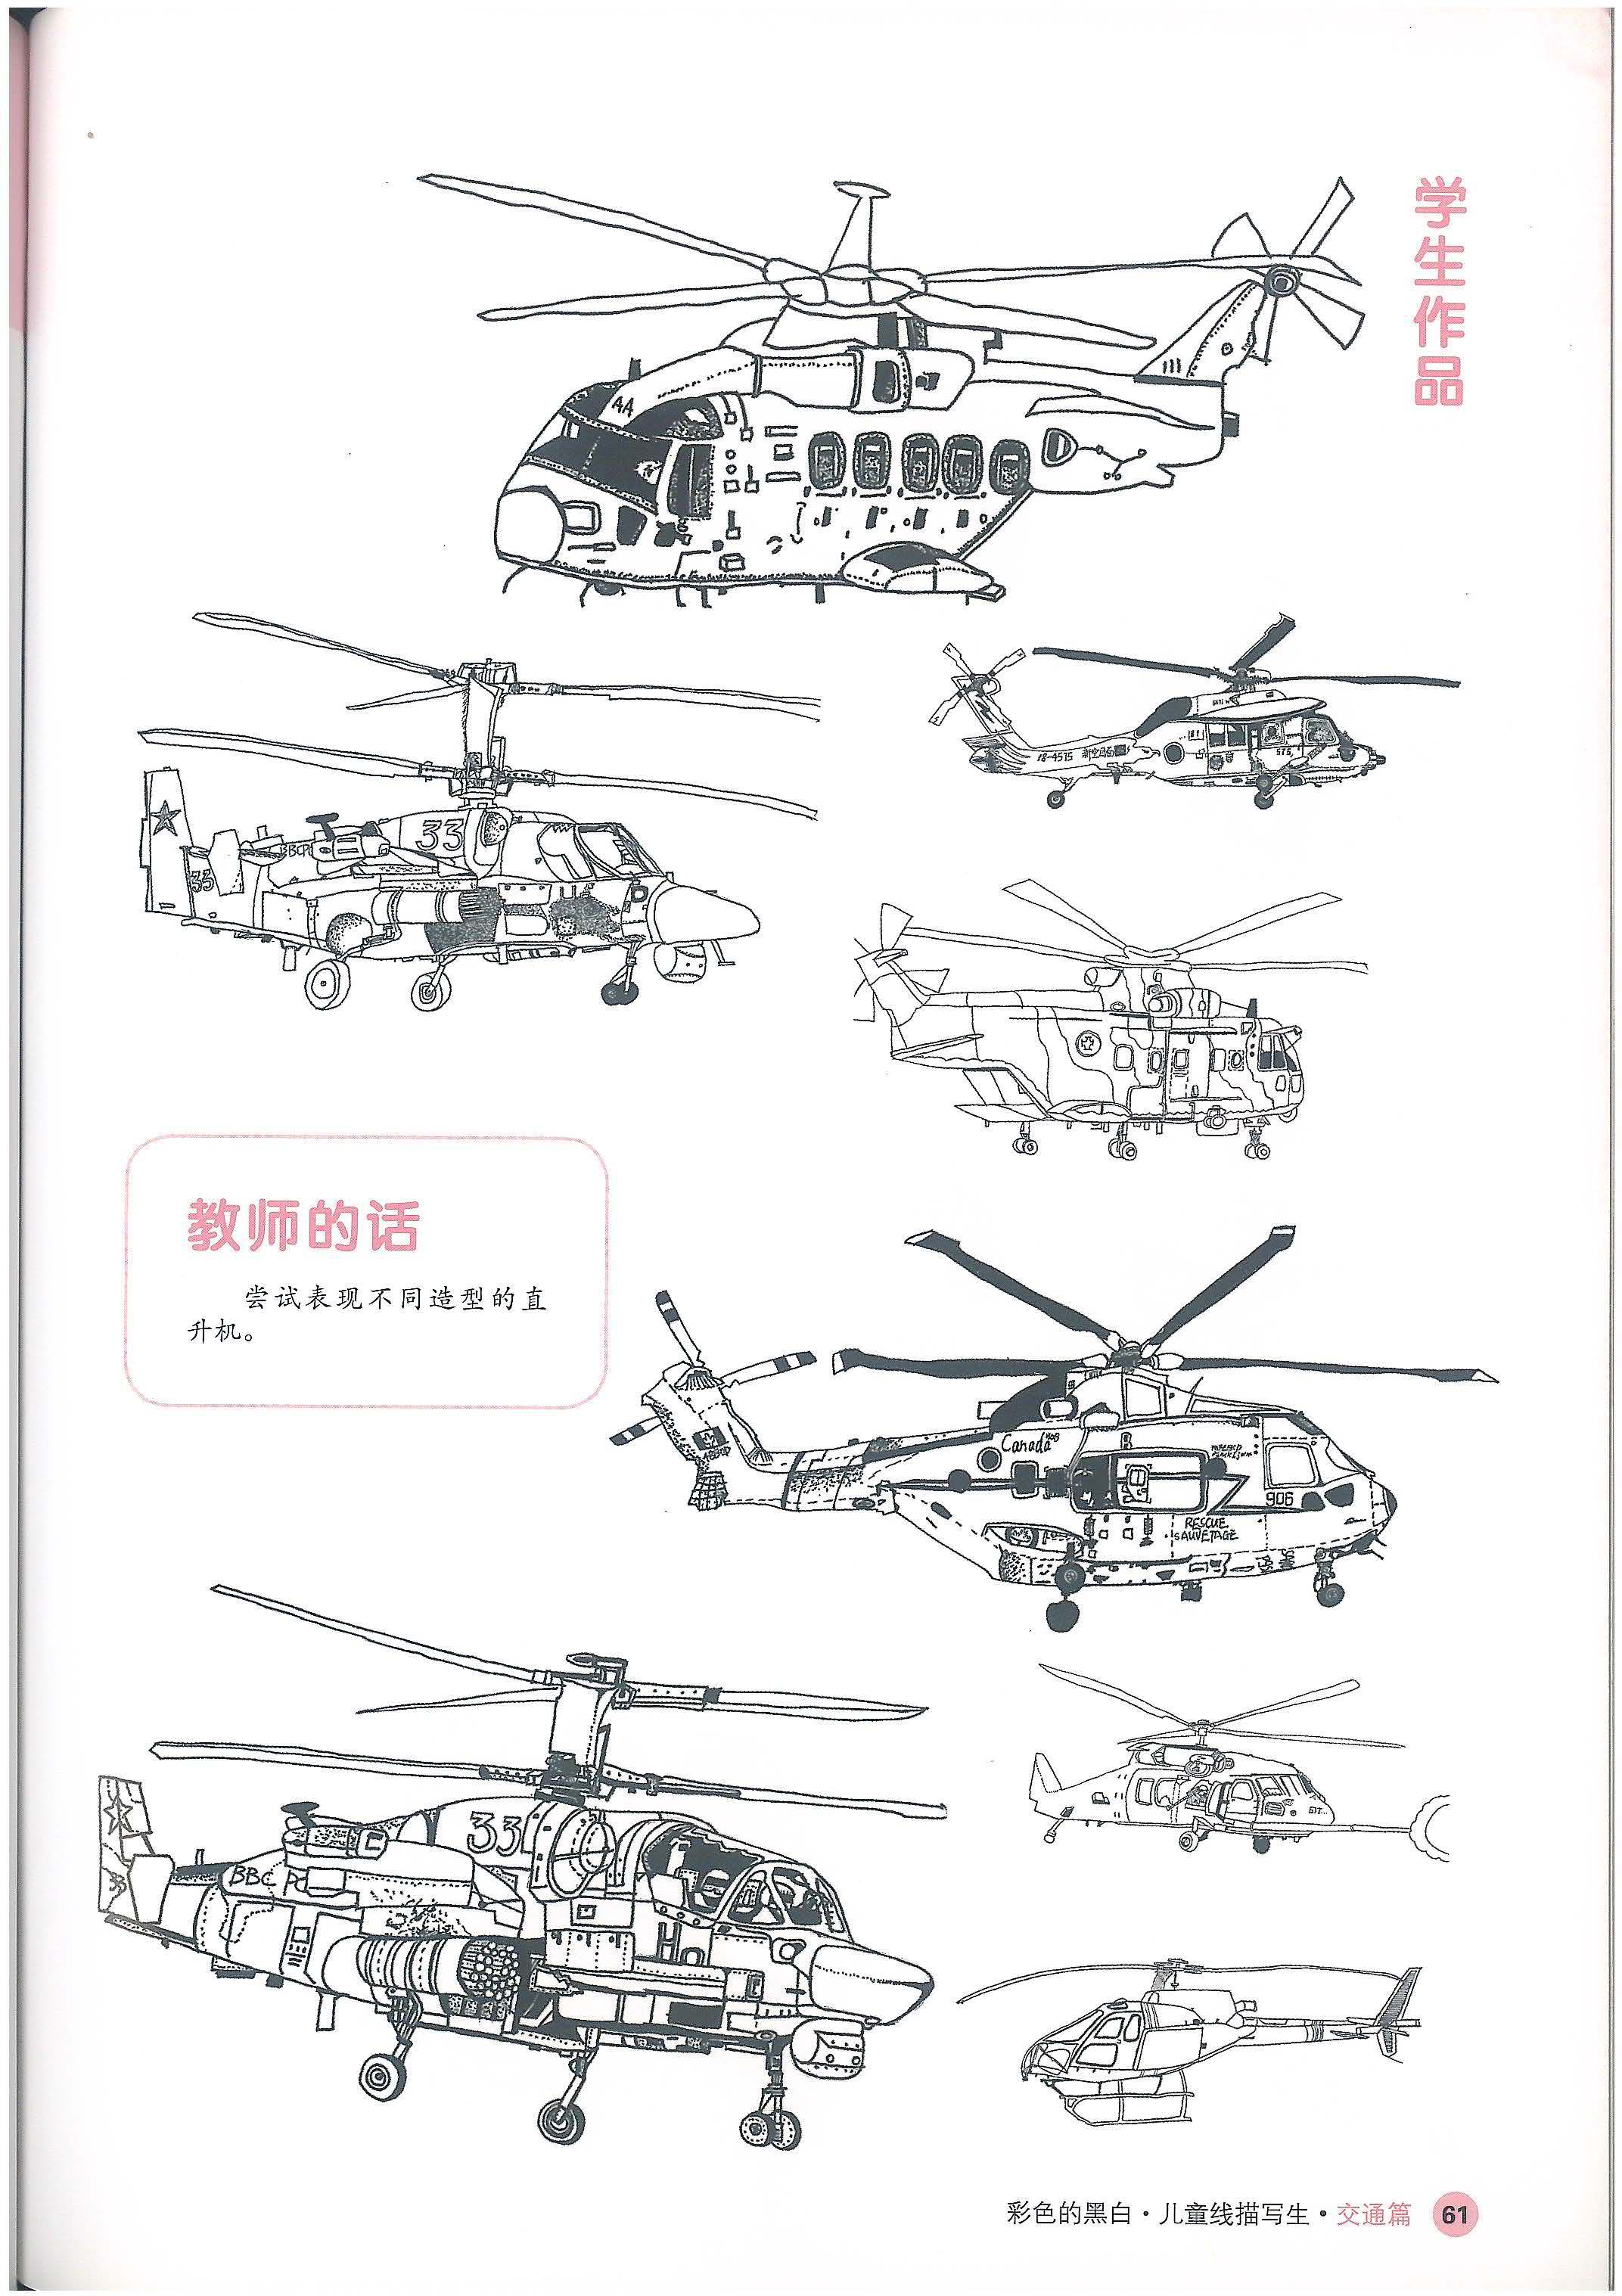 学生作品
AA
18-4515
33
33
教师的话
尝试表现不同造型的直
升机。
Canada
906
RESCUE
SAUVETAGE
33
BBC
彩色的黑白·儿童线描写生·交通篇 61